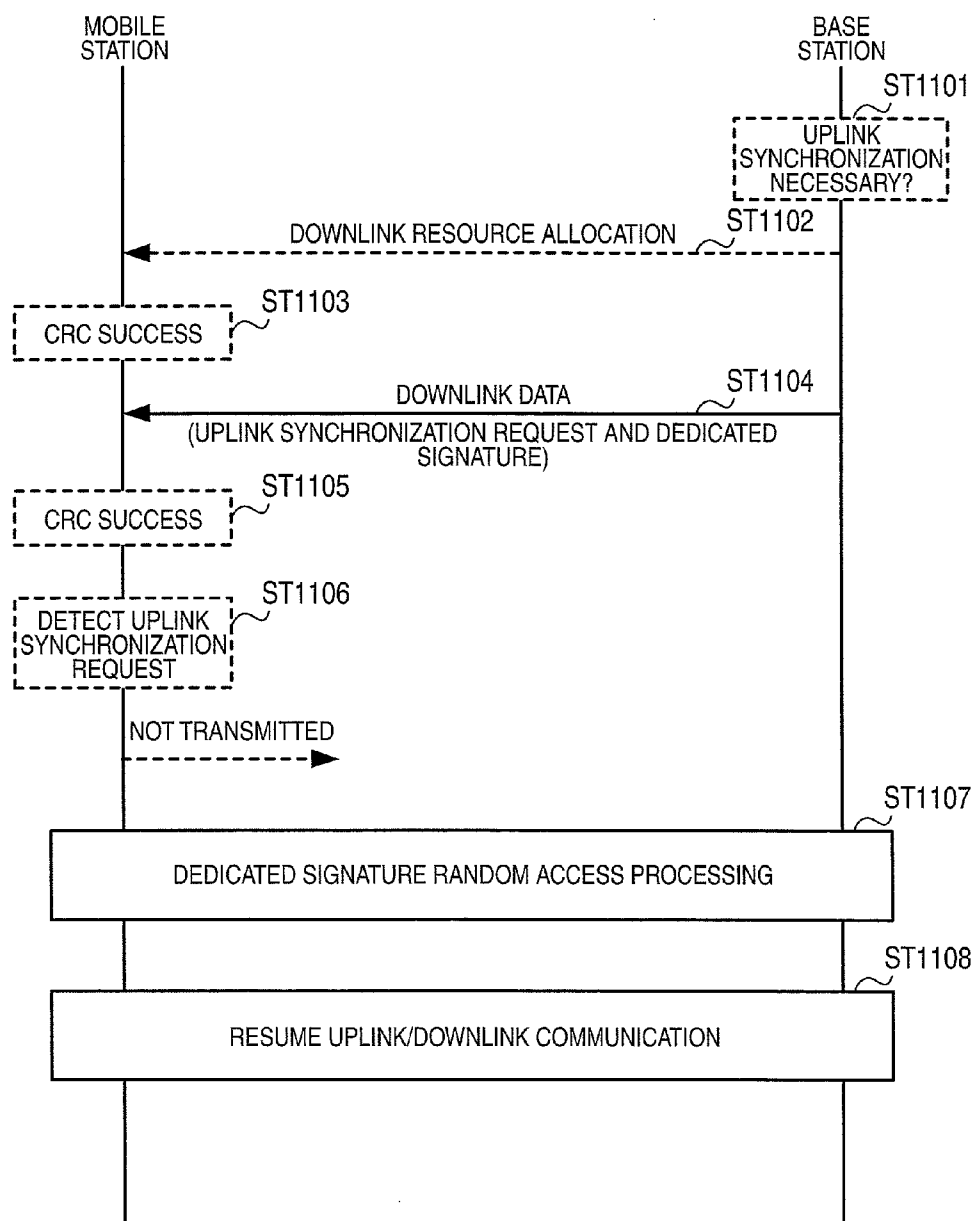 MOBILE
STATION
BASE
STATION
ST1101
UPLINK
SYNCHRONIZATION
NECESSARY?
DOWNLINK RESOURCE ALLOCATION
ST1102
ST1103
CRC SUCCESS
DOWNLINK DATA
ST1104
(UPLINK SYNCHRONIZATION REQUEST AND DEDICATED
SIGNATURE)
ST1105
CRC SUCCESS
ST1106
DETECT UPLINK
SYNCHRONIZATION
REQUEST
NOT TRANSMITTED
ST1107
DEDICATED SIGNATURE RANDOM ACCESS PROCESSING
ST1108
RESUME UPLINK/DOWNLINK COMMUNICATION